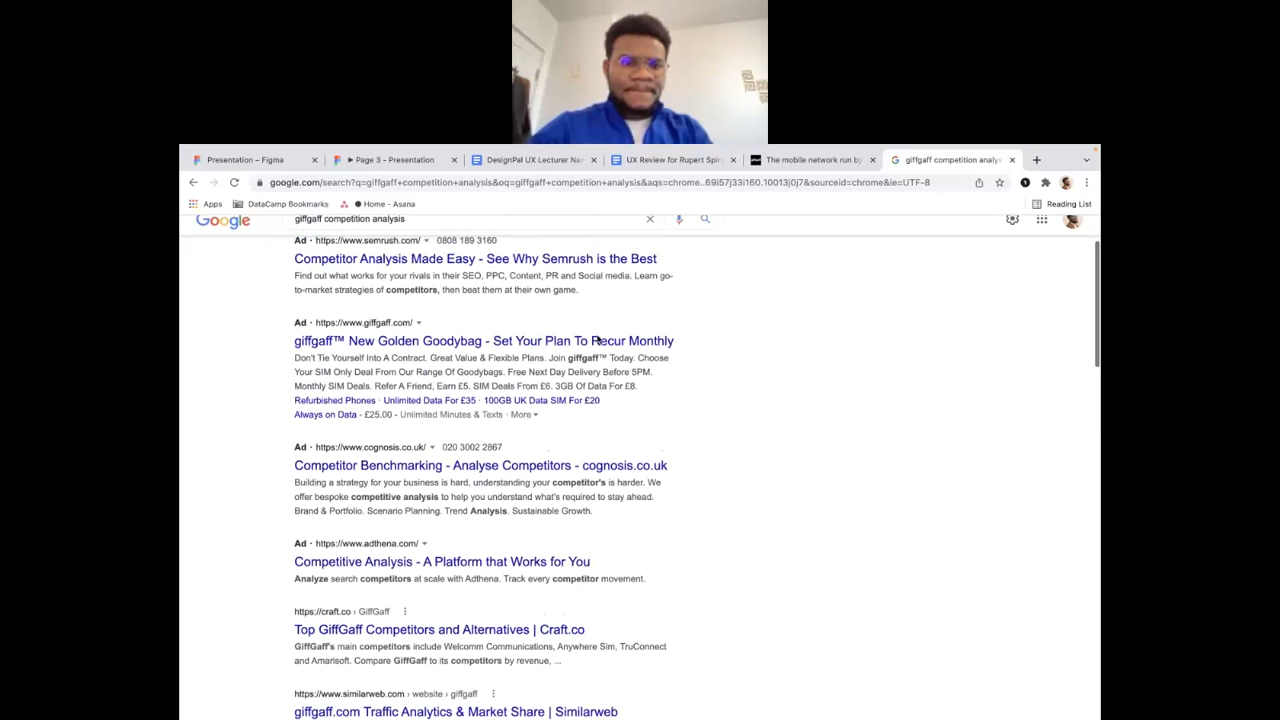 Presentation – Figma
Page 3 - Presentation
DesignPal UX Lecturer Nan
UX Review for Rupert Spir
The mobile network run by
giffgaff competition analys
google.com/search?q=giffgaff+competition+analysis&oq=giffgaff+competition+analysis&aqs=chrome..69i57j33i160.10013j0j7&sourceid=chrome&ie=UTF-8
Apps
DataCamp Bookmarks
Home - Asana
Reading List
Google
giffgaff competition analysis
Ad · https://www.semrush.com/ 0808 189 3160
Competitor Analysis Made Easy - See Why Semrush is the Best
Find out what works for your rivals in their SEO, PPC, Content, PR and Social media. Learn go-
to-market strategies of competitors, then beat them at their own game.
Ad · https://www.giffgaff.com/
giffgaff™ New Golden Goodybag - Set Your Plan To Recur Monthly
Don't Tie Yourself Into A Contract. Great Value & Flexible Plans. Join giffgaff™ Today. Choose
Your SIM Only Deal From Our Range Of Goodybags. Free Next Day Delivery Before 5PM.
Monthly SIM Deals. Refer A Friend, Earn £5. SIM Deals From £6. 3GB Of Data For £8.
Refurbished Phones · Unlimited Data For £35 · 100GB UK Data SIM For £20
Always on Data - £25.00 - Unlimited Minutes & Texts · More
Ad · https://www.cognosis.co.uk/ 020 3002 2867
Competitor Benchmarking - Analyse Competitors - cognosis.co.uk
Building a strategy for your business is hard, understanding your competitor's is harder. We
offer bespoke competitive analysis to help you understand what's required to stay ahead.
Brand & Portfolio. Scenario Planning. Trend Analysis. Sustainable Growth.
Ad · https://www.adthena.com/
Competitive Analysis - A Platform that Works for You
Analyze search competitors at scale with Adthena. Track every competitor movement.
https://craft.co › GiffGaff
Top GiffGaff Competitors and Alternatives | Craft.co
GiffGaff's main competitors include Welcomm Communications, Anywhere Sim, TruConnect
and Amarisoft. Compare GiffGaff to its competitors by revenue, ...
https://www.similarweb.com › website › giffgaff
giffgaff.com Traffic Analytics & Market Share | Similarweb